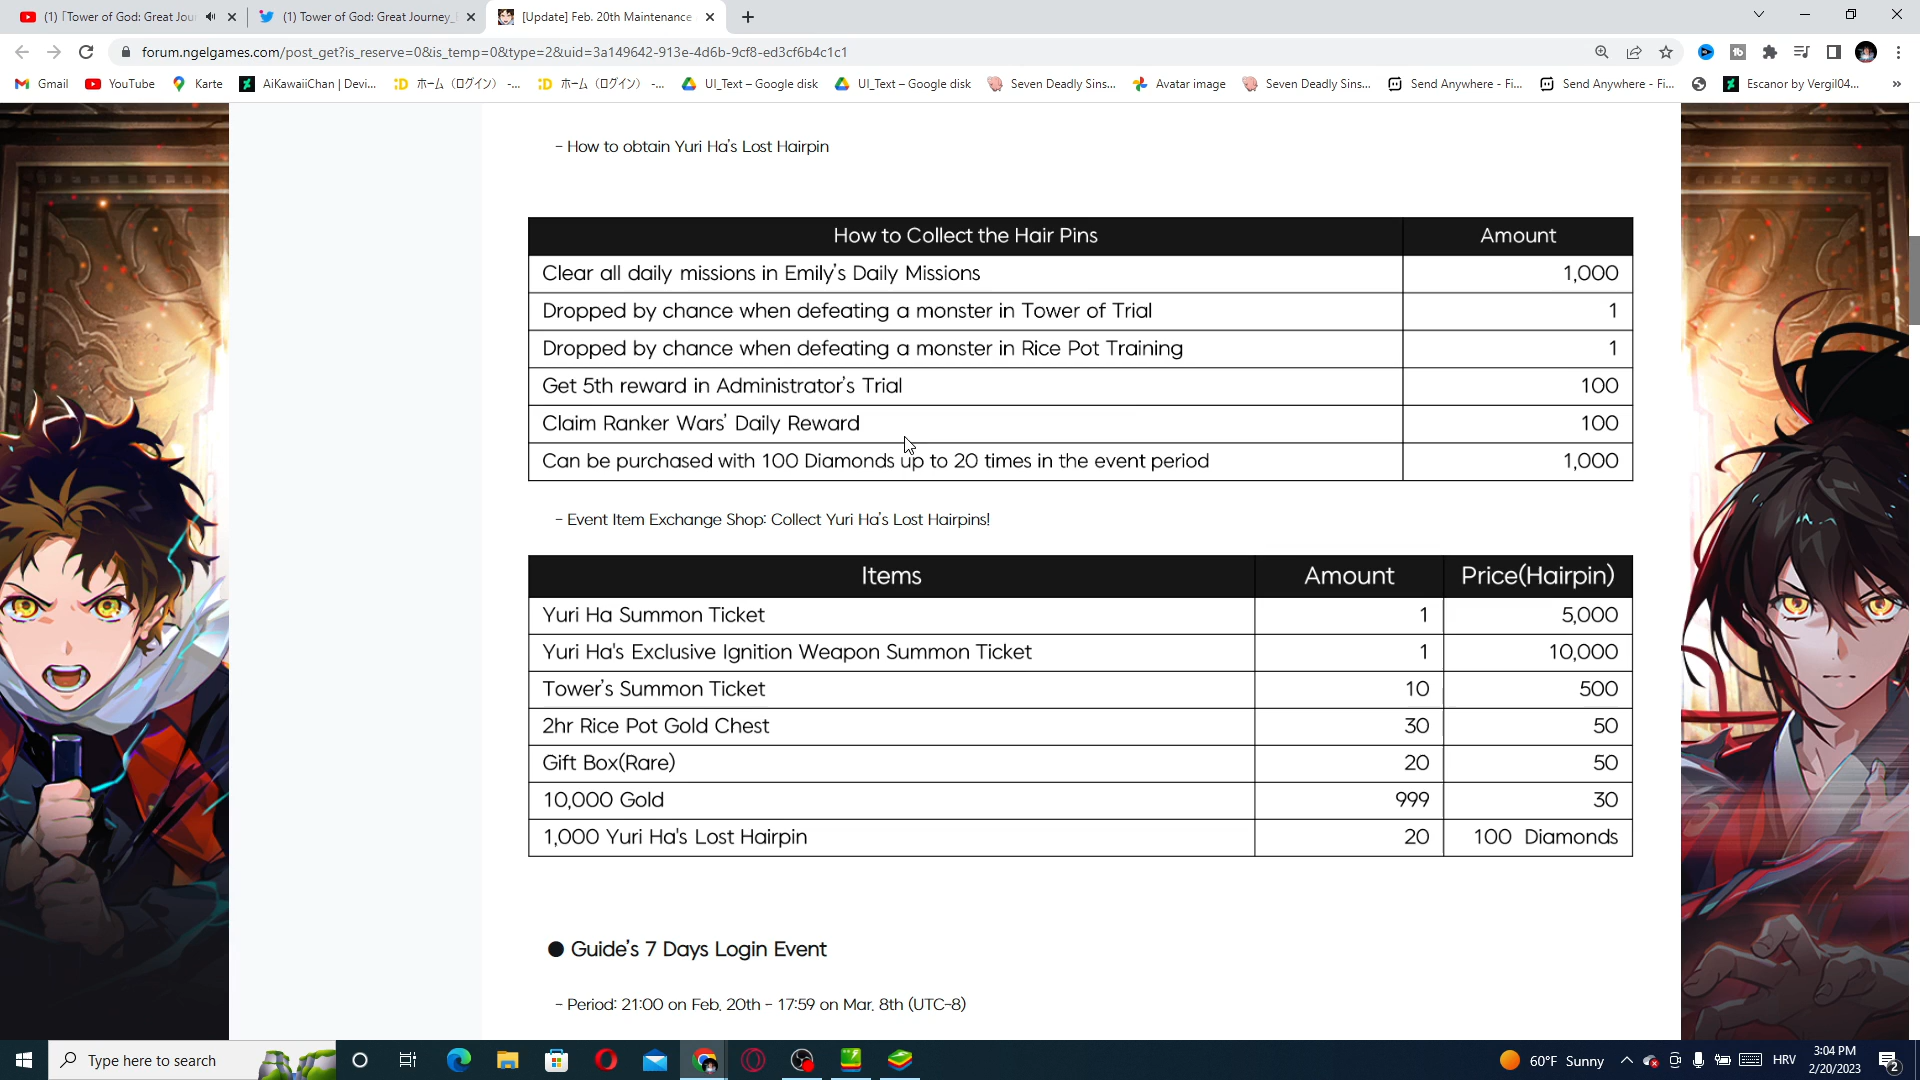 (1) 「Tower of God: Great Jou
(1) Tower of God: Great Journey_
[Update] Feb. 20th Maintenance
forum.ngelgames.com/post_get?is_reserve=0&is_temp=0&type=2&uid=3a149642-913e-4d6b-9cf8-ed3cf6b4c1c1
Gmail YouTube Karte AiKawaiiChan | Devi... ホーム（ログイン） -... ホーム（ログイン） -... UI_Text – Google disk UI_Text – Google disk Seven Deadly Sins... Avatar image Seven Deadly Sins... Send Anywhere - Fi... Send Anywhere - Fi... Escanor by Vergil04... »
- How to obtain Yuri Ha's Lost Hairpin
How to Collect the Hair Pins Amount
Clear all daily missions in Emily's Daily Missions 1,000
Dropped by chance when defeating a monster in Tower of Trial 1
Dropped by chance when defeating a monster in Rice Pot Training 1
Get 5th reward in Administrator's Trial 100
Claim Ranker Wars' Daily Reward 100
Can be purchased with 100 Diamonds up to 20 times in the event period 1,000
- Event Item Exchange Shop: Collect Yuri Ha's Lost Hairpins!
Items Amount Price(Hairpin)
Yuri Ha Summon Ticket 1 5,000
Yuri Ha's Exclusive Ignition Weapon Summon Ticket 1 10,000
Tower's Summon Ticket 10 500
2hr Rice Pot Gold Chest 30 50
Gift Box(Rare) 20 50
10,000 Gold 999 30
1,000 Yuri Ha's Lost Hairpin 20 100 Diamonds
● Guide's 7 Days Login Event
- Period: 21:00 on Feb. 20th - 17:59 on Mar. 8th (UTC-8)
Type here to search
60°F Sunny
HRV
3:04 PM
2/20/2023
2